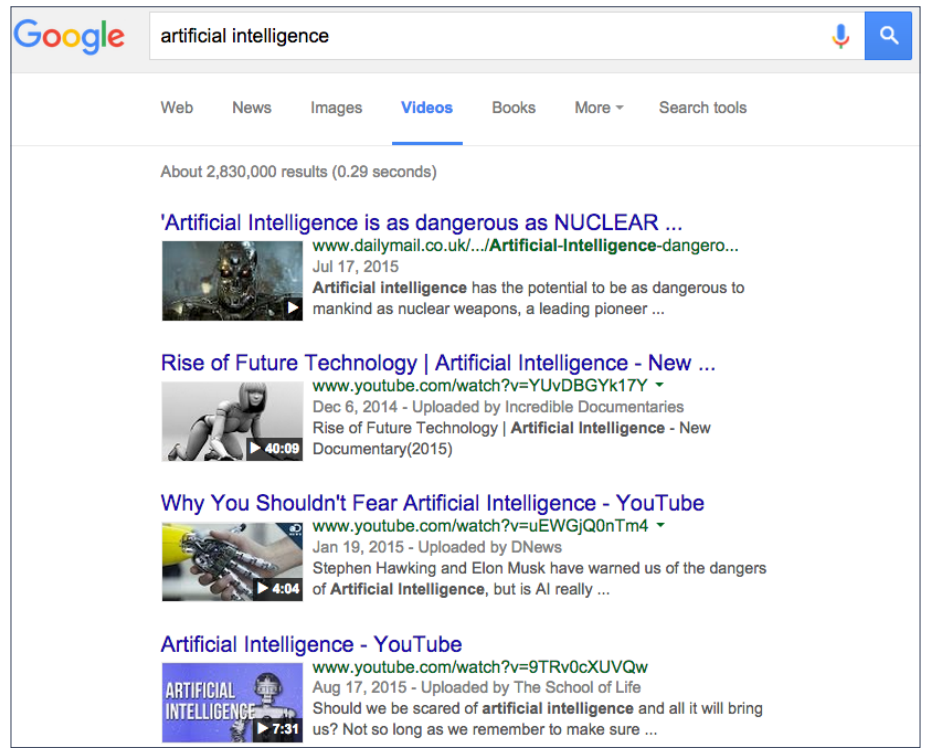 Google artificial intelligence
Web News Images Videos Books More Search tools
About 2,830,000 results (0.29 seconds)
'Artificial Intelligence is as dangerous as NUCLEAR ...
www.dailymail.co.uk/.../Artificial-Intelligence-dangero...
Jul 17, 2015
Artificial intelligence has the potential to be as dangerous to
mankind as nuclear weapons, a leading pioneer ...
Rise of Future Technology | Artificial Intelligence - New ...
www.youtube.com/watch?v=YUvDBGYk17Y
Dec 6, 2014 - Uploaded by Incredible Documentaries
Rise of Future Technology | Artificial Intelligence - New
40:09
Documentary(2015)
Why You Shouldn't Fear Artificial Intelligence - YouTube
www.youtube.com/watch?v=uEWGjQ0nTm4
Jan 19, 2015 - Uploaded by DNews
Stephen Hawking and Elon Musk have warned us of the dangers
4:04
of Artificial Intelligence, but is AI really ...
Artificial Intelligence - YouTube
www.youtube.com/watch?v=9TRv0cXUVQw
Aug 17, 2015 - Uploaded by The School of Life
ARTIFICIAL
INTELLIGENCE
Should we be scared of artificial intelligence and all it will bring
7:31
us? Not so long as we remember to make sure ...